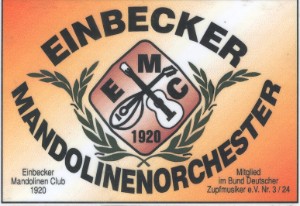 EINBECKER
E M C
1920
MANDOLINENORCHESTER
Einbecker
Mandolinen Club
1920
Mitglied
im Bund Deutscher
Zupfmusiker e.V. Nr. 3 / 24